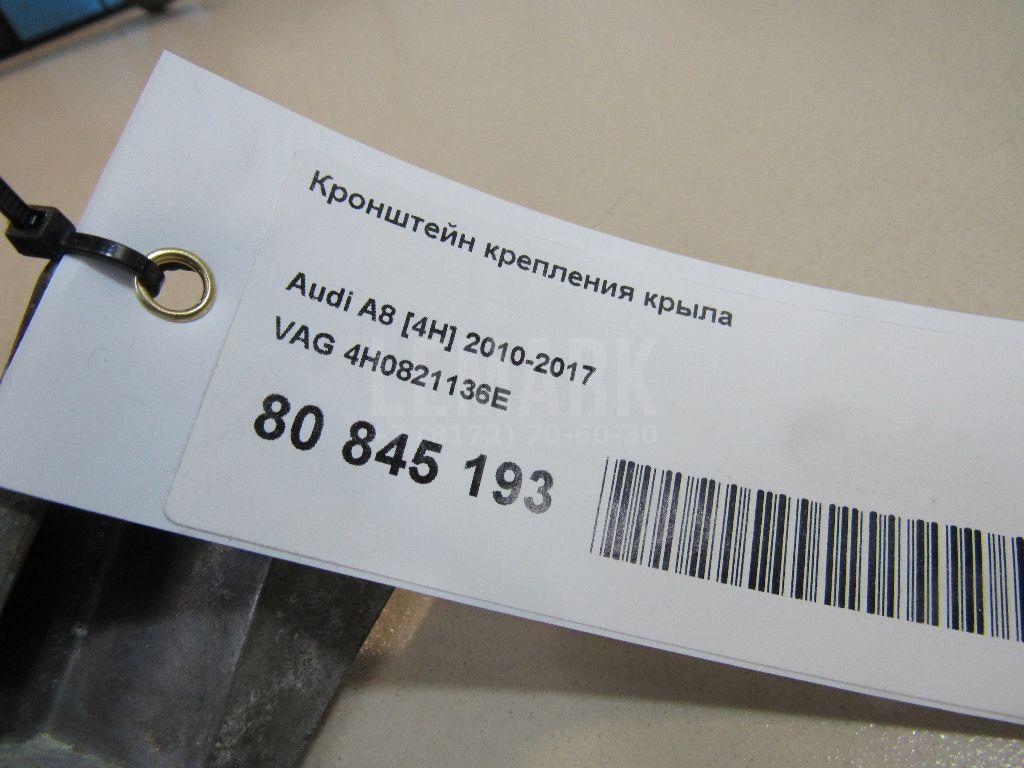 Кронштейн крепления крыла
Audi A8 [4H] 2010-2017
VAG 4H0821136E
LEMARK
(8172) 70-60-30
80 845 193